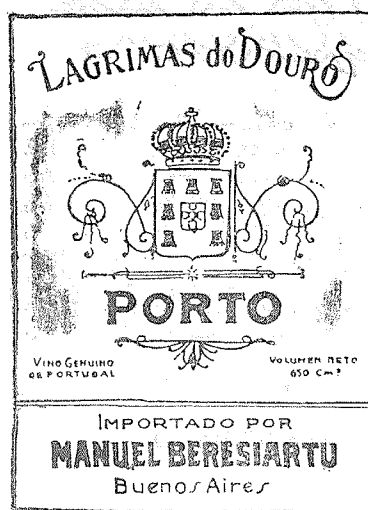 LAGRIMAS do DOURO
PORTO
VINO GENUINO
DE PORTUGAL
VOLUMEN NETO
650 Cm³
IMPORTADO POR
MANUEL BERESIARTU
Buenos Aires